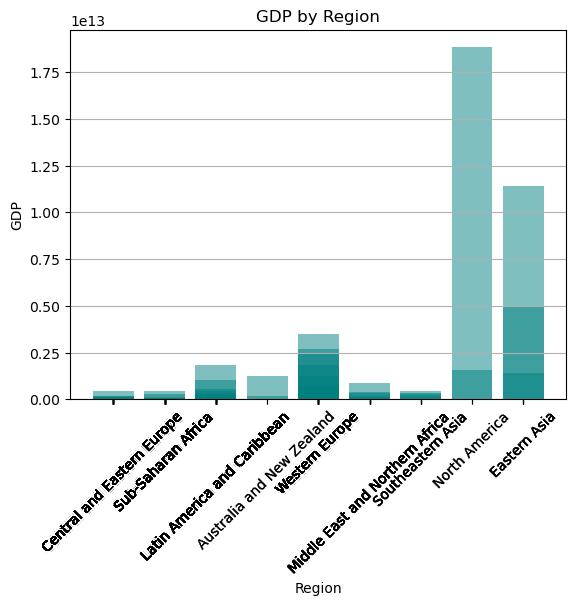 GDP by Region
1e13
1.75
1.50
1.25
1.00
0.75
0.50
0.25
0.00
GDP
Central and Eastern Europe
Sub-Saharan Africa
Latin America and Caribbean
Australia and New Zealand
Western Europe
Middle East and Northern Africa
Southeastern Asia
North America
Eastern Asia
Region